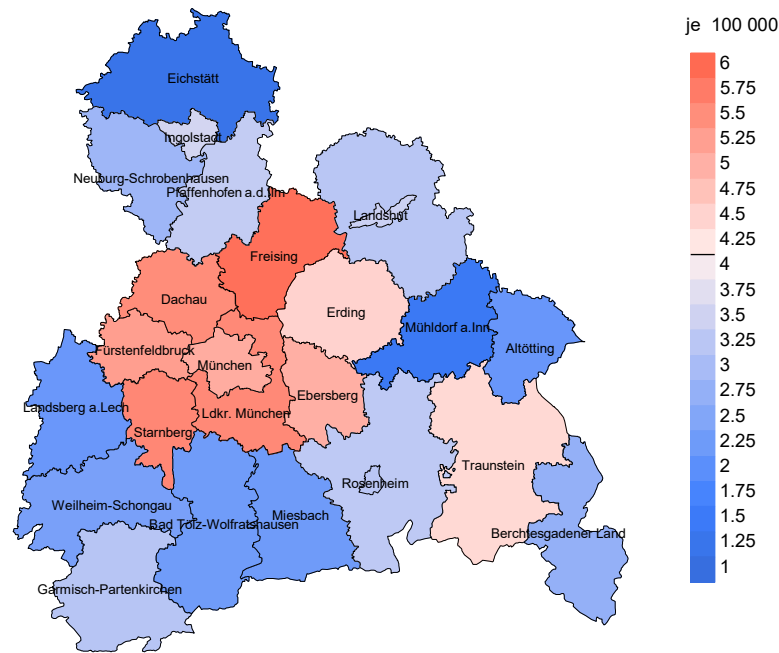 je 100 000
Eichstätt
Ingolstadt
Neuburg-Schrobenhausen
Pfaffenhofen a.d.Ilm
Landshut
Freising
Dachau
Erding
Mühldorf a.Inn
Altötting
Fürstenfeldbruck
München
Ebersberg
Landsberg a.Lech
Ldkr. München
Starnberg
Traunstein
Rosenheim
Weilheim-Schongau
Miesbach
Bad Tölz-Wolfratshausen
Berchtesgadener Land
Garmisch-Partenkirchen
6
5.75
5.5
5.25
5
4.75
4.5
4.25
4
3.75
3.5
3.25
3
2.75
2.5
2.25
2
1.75
1.5
1.25
1